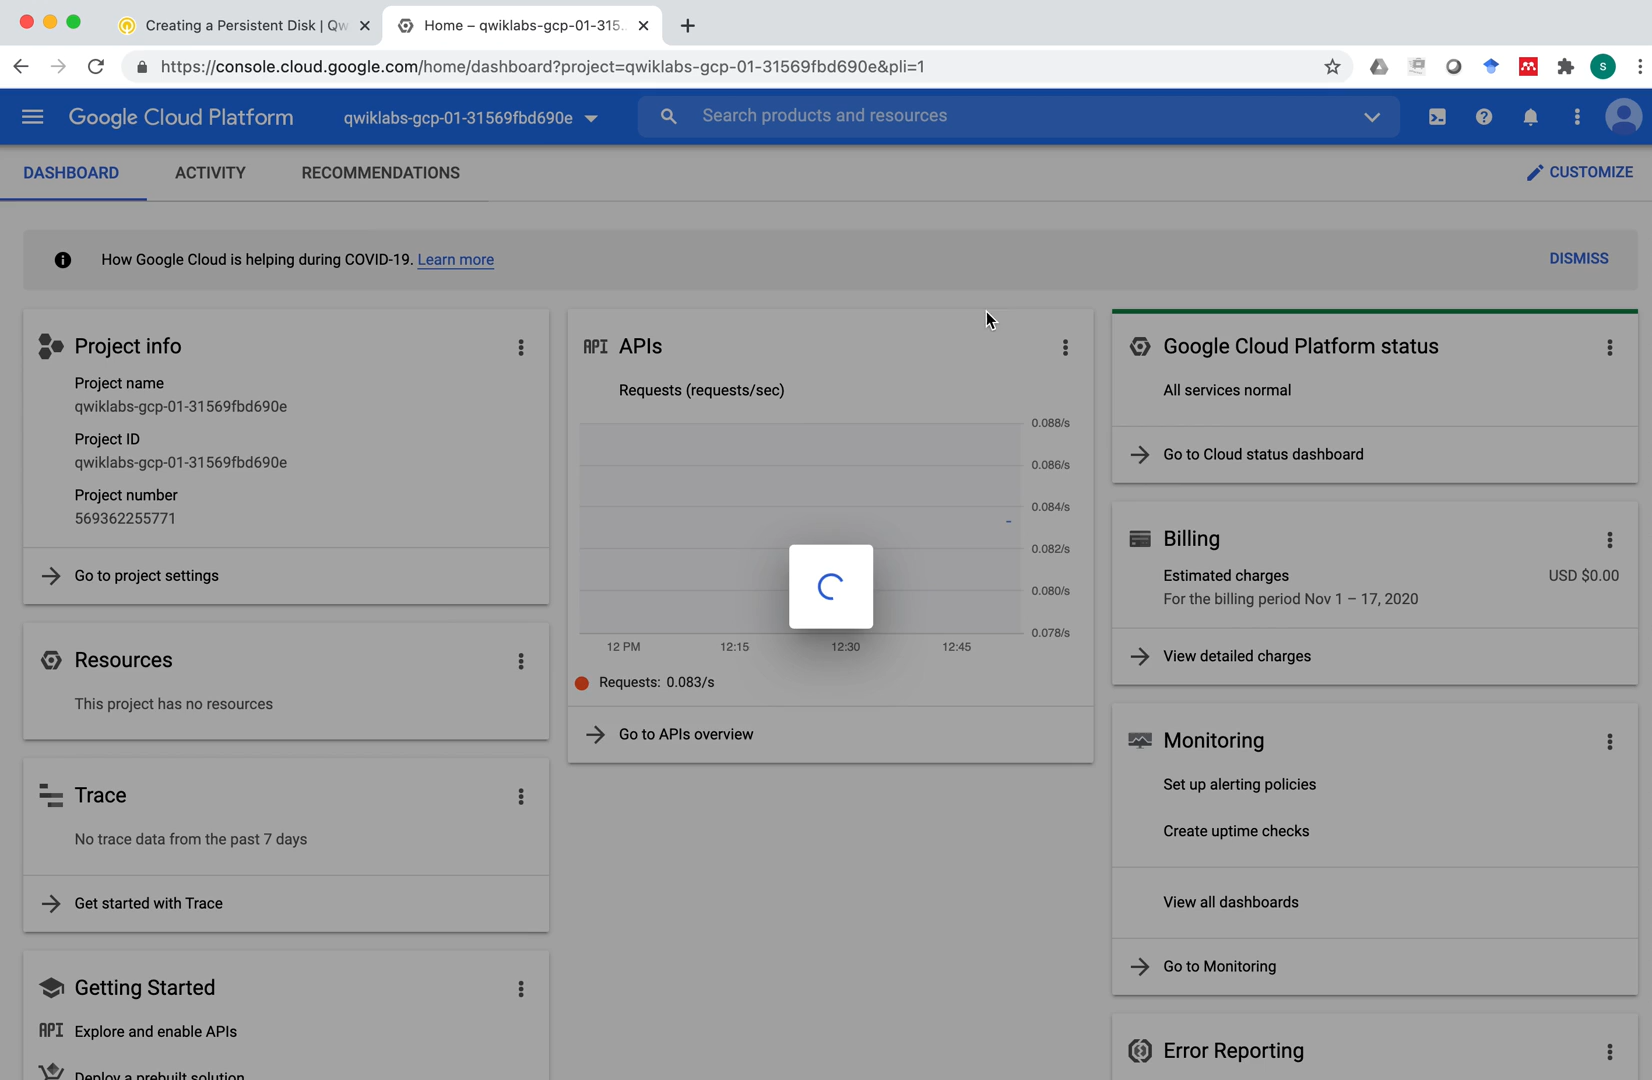 Creating a Persistent Disk | Qw
Home – qwiklabs-gcp-01-315..
https://console.cloud.google.com/home/dashboard?project=qwiklabs-gcp-01-31569fbd690e&pli=1
S
Google Cloud Platform
qwiklabs-gcp-01-31569fbd690e
Search products and resources
DASHBOARD
ACTIVITY
RECOMMENDATIONS
CUSTOMIZE
How Google Cloud is helping during COVID-19. Learn more
DISMISS
Project info
Project name
qwiklabs-gcp-01-31569fbd690e
Project ID
qwiklabs-gcp-01-31569fbd690e
Project number
569362255771
Go to project settings
Resources
This project has no resources
Trace
No trace data from the past 7 days
Get started with Trace
Getting Started
API Explore and enable APIs
Deploy a prebuilt solution
API APIs
Requests (requests/sec)
0.088/s
0.086/s
0.084/s
0.082/s
0.080/s
0.078/s
12 PM 12:15 12:30 12:45
Requests: 0.083/s
Go to APIs overview
Google Cloud Platform status
All services normal
Go to Cloud status dashboard
Billing
Estimated charges USD $0.00
For the billing period Nov 1 – 17, 2020
View detailed charges
Monitoring
Set up alerting policies
Create uptime checks
View all dashboards
Go to Monitoring
Error Reporting